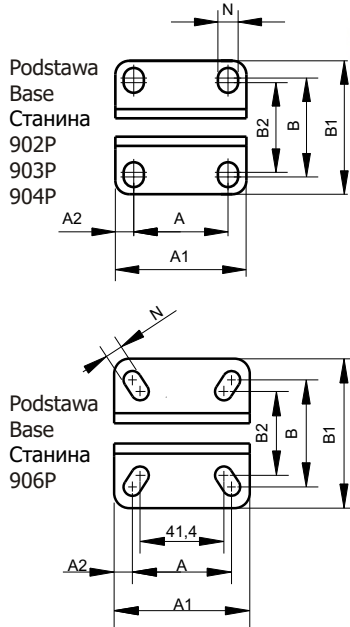 N
Podstawa
Base
Станина
902P
903P
904P
B2
B
B1
A2
A
A1
N
Podstawa
Base
Станина
906P
B2
B
B1
41,4
A2
A
A1